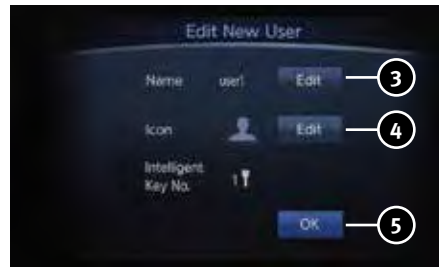 Edit New User
Name user1 Edit 3
Icon Edit 4
Intelligent
Key No. 1
OK 5